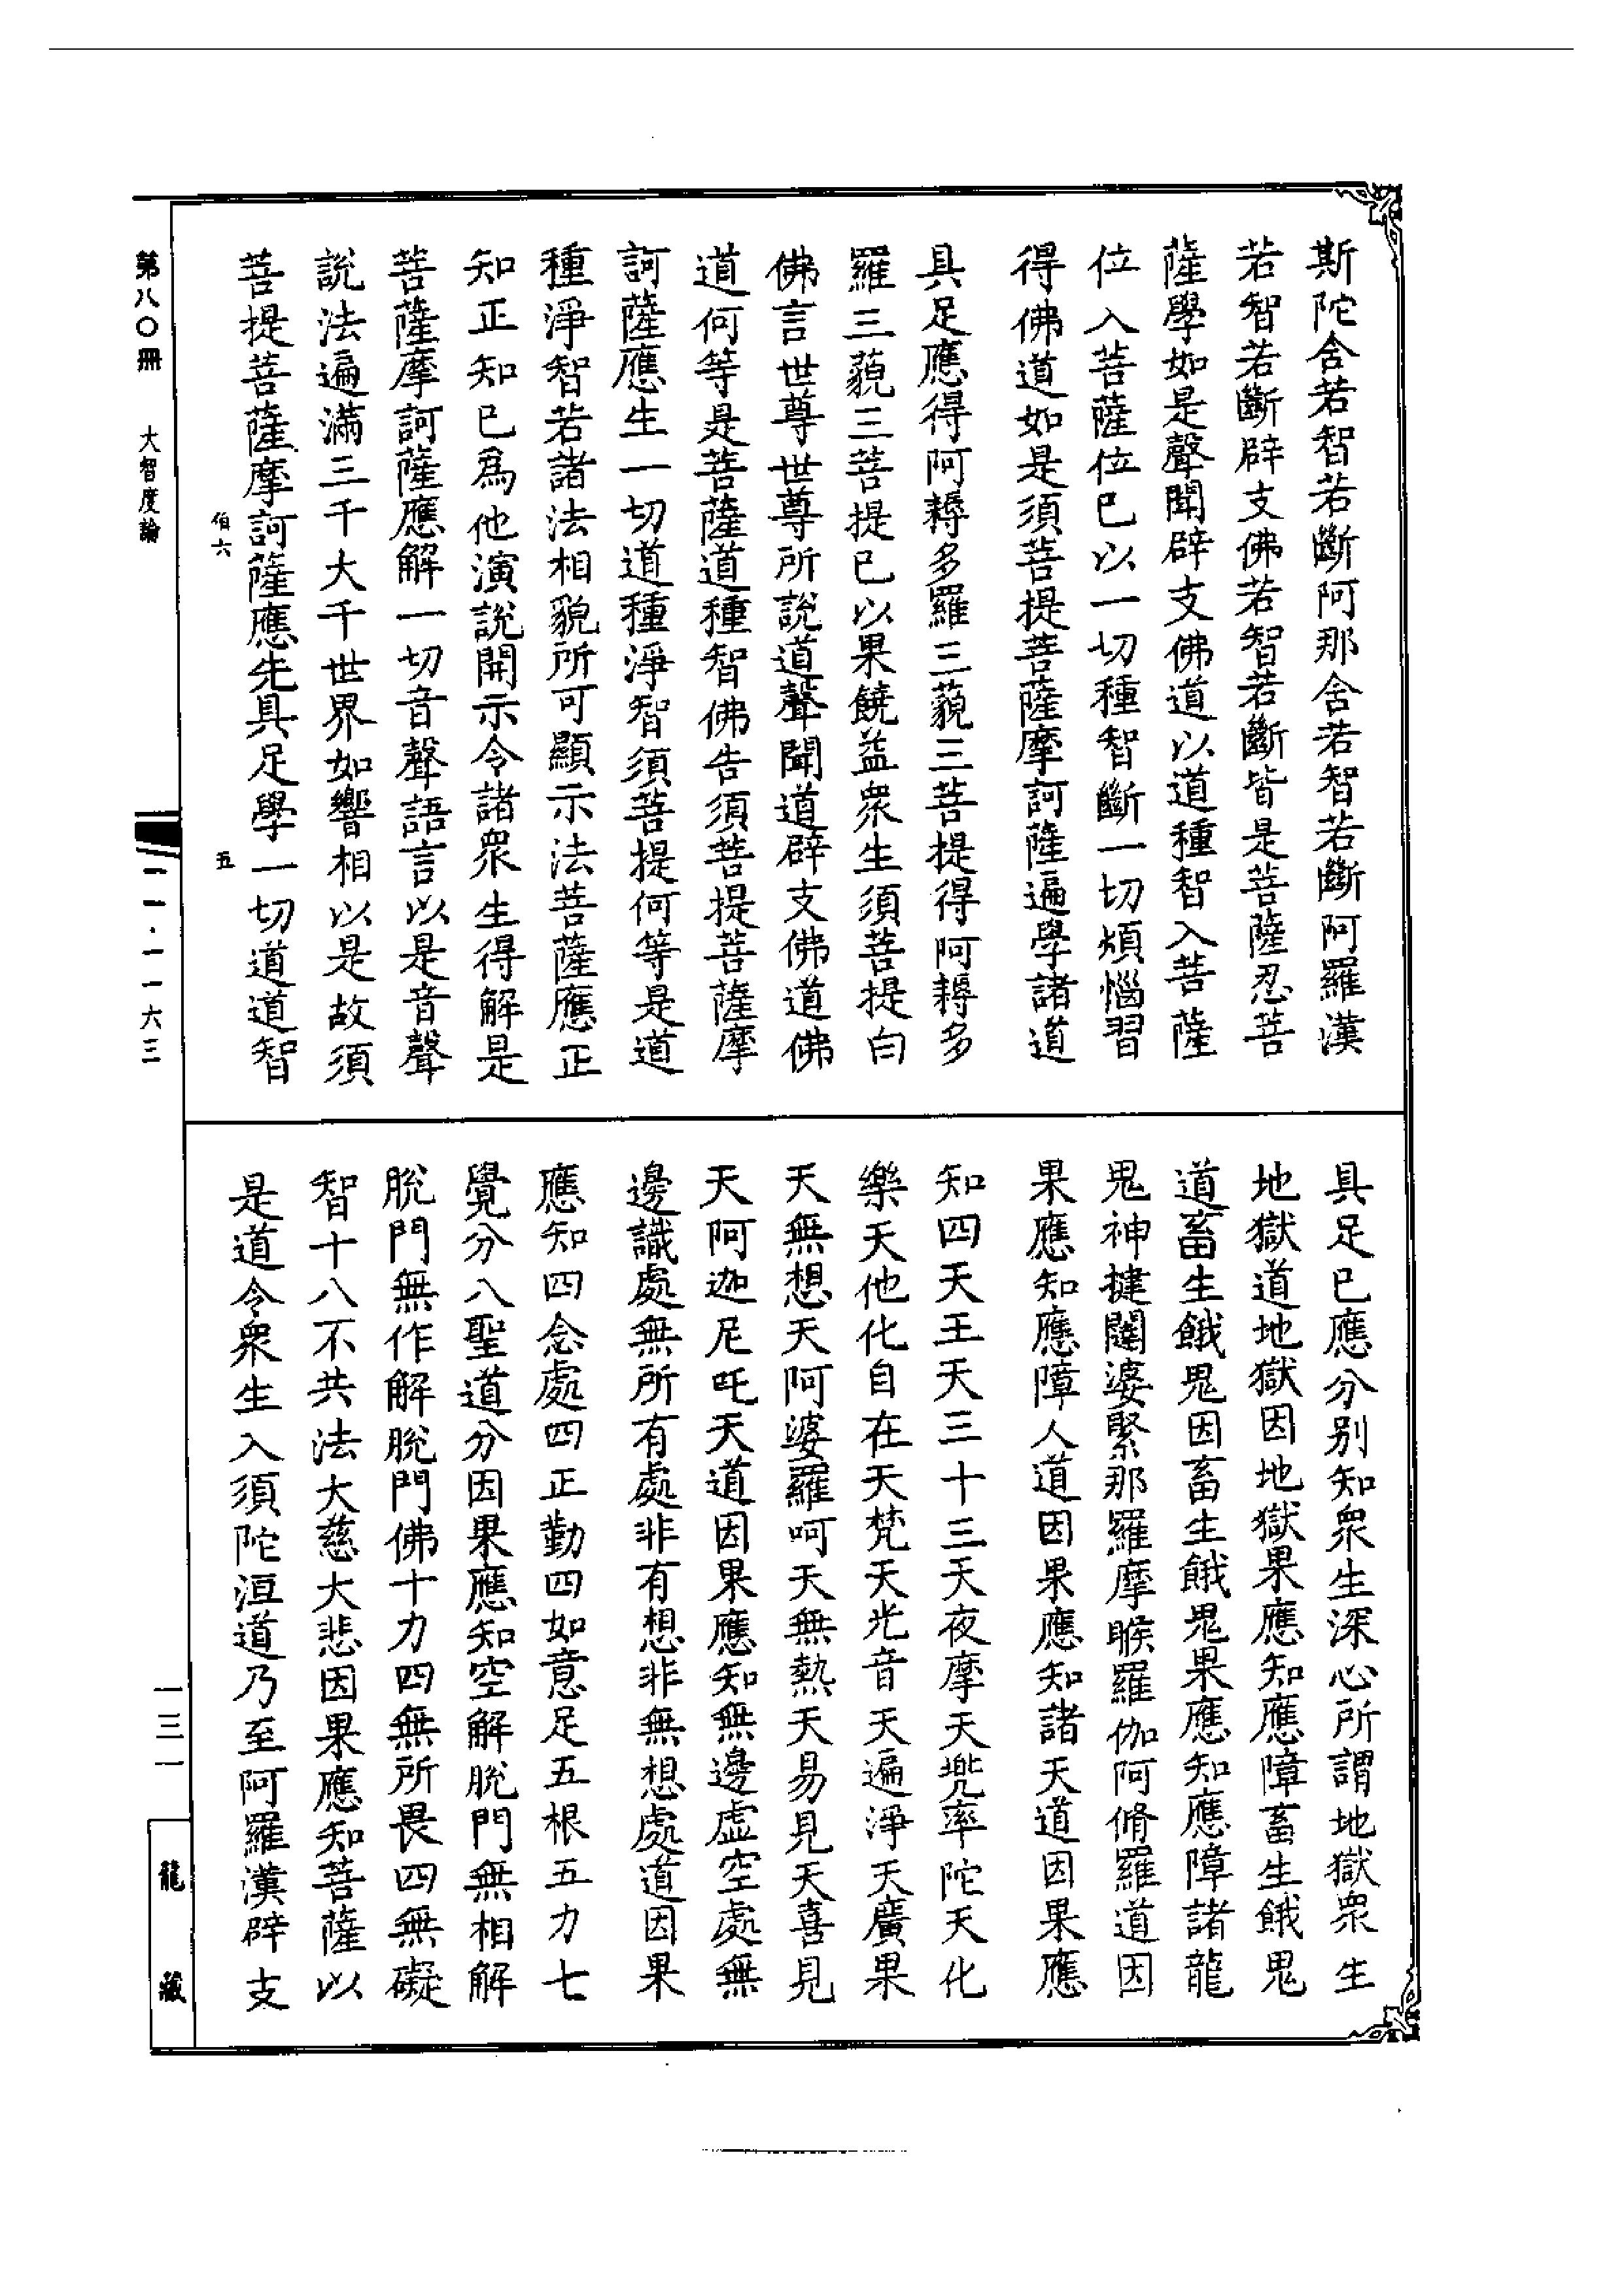 斯陀含若智若斷阿那含若智若斷阿羅漢
若智若斷辟支佛若智若斷皆是菩薩忍菩
薩學如是聲聞辟支佛道以道種智入菩薩
位入菩薩位已以一切種智斷一切煩惱習
得佛道如是須菩提菩薩摩訶薩遍學諸道
具足應得阿耨多羅三藐三菩提得阿耨多
羅三藐三菩提已以果饒益衆生須菩提白
佛言世尊世尊所說道聲聞道辟支佛道佛
道何等是菩薩道種智佛告須菩提菩薩摩
訶薩應生一切道種淨智須菩提何等是道
種淨智若諸法相貌所可顯示法菩薩應正
知正知已爲他演說開示令諸衆生得解是
菩薩摩訶薩應解一切音聲語言以是音聲
說法遍滿三千大千世界如響相以是故須
菩提菩薩摩訶薩應先具足學一切道道智
具足已應分別知衆生深心所謂地獄衆生
地獄道地獄因地獄果應知應障畜生餓鬼
道畜生餓鬼因畜生餓鬼果應知應障諸龍
鬼神揵闥婆緊那羅摩睺羅伽阿脩羅道因
果應知應障人道因果應知諸天道因果應
知四天王天三十三天夜摩天兜率陀天化
樂天他化自在天梵天光音天遍淨天廣果
天無想天阿婆羅呵天無熱天易見天喜見
天阿迦尼吒天道因果應知無邊虛空處無
邊識處無所有處非有想非無想處道因果
應知四念處四正勤四如意足五根五力七
覺分八聖道分因果應知空解脫門無相解
脫門無作解脫門佛十力四無所畏四無礙
智十八不共法大慈大悲因果應知菩薩以
是道令衆生入須陀洹道乃至阿羅漢辟支
伯六
五
第八〇冊 大智度論
一一·一一六三
一三一
龍藏